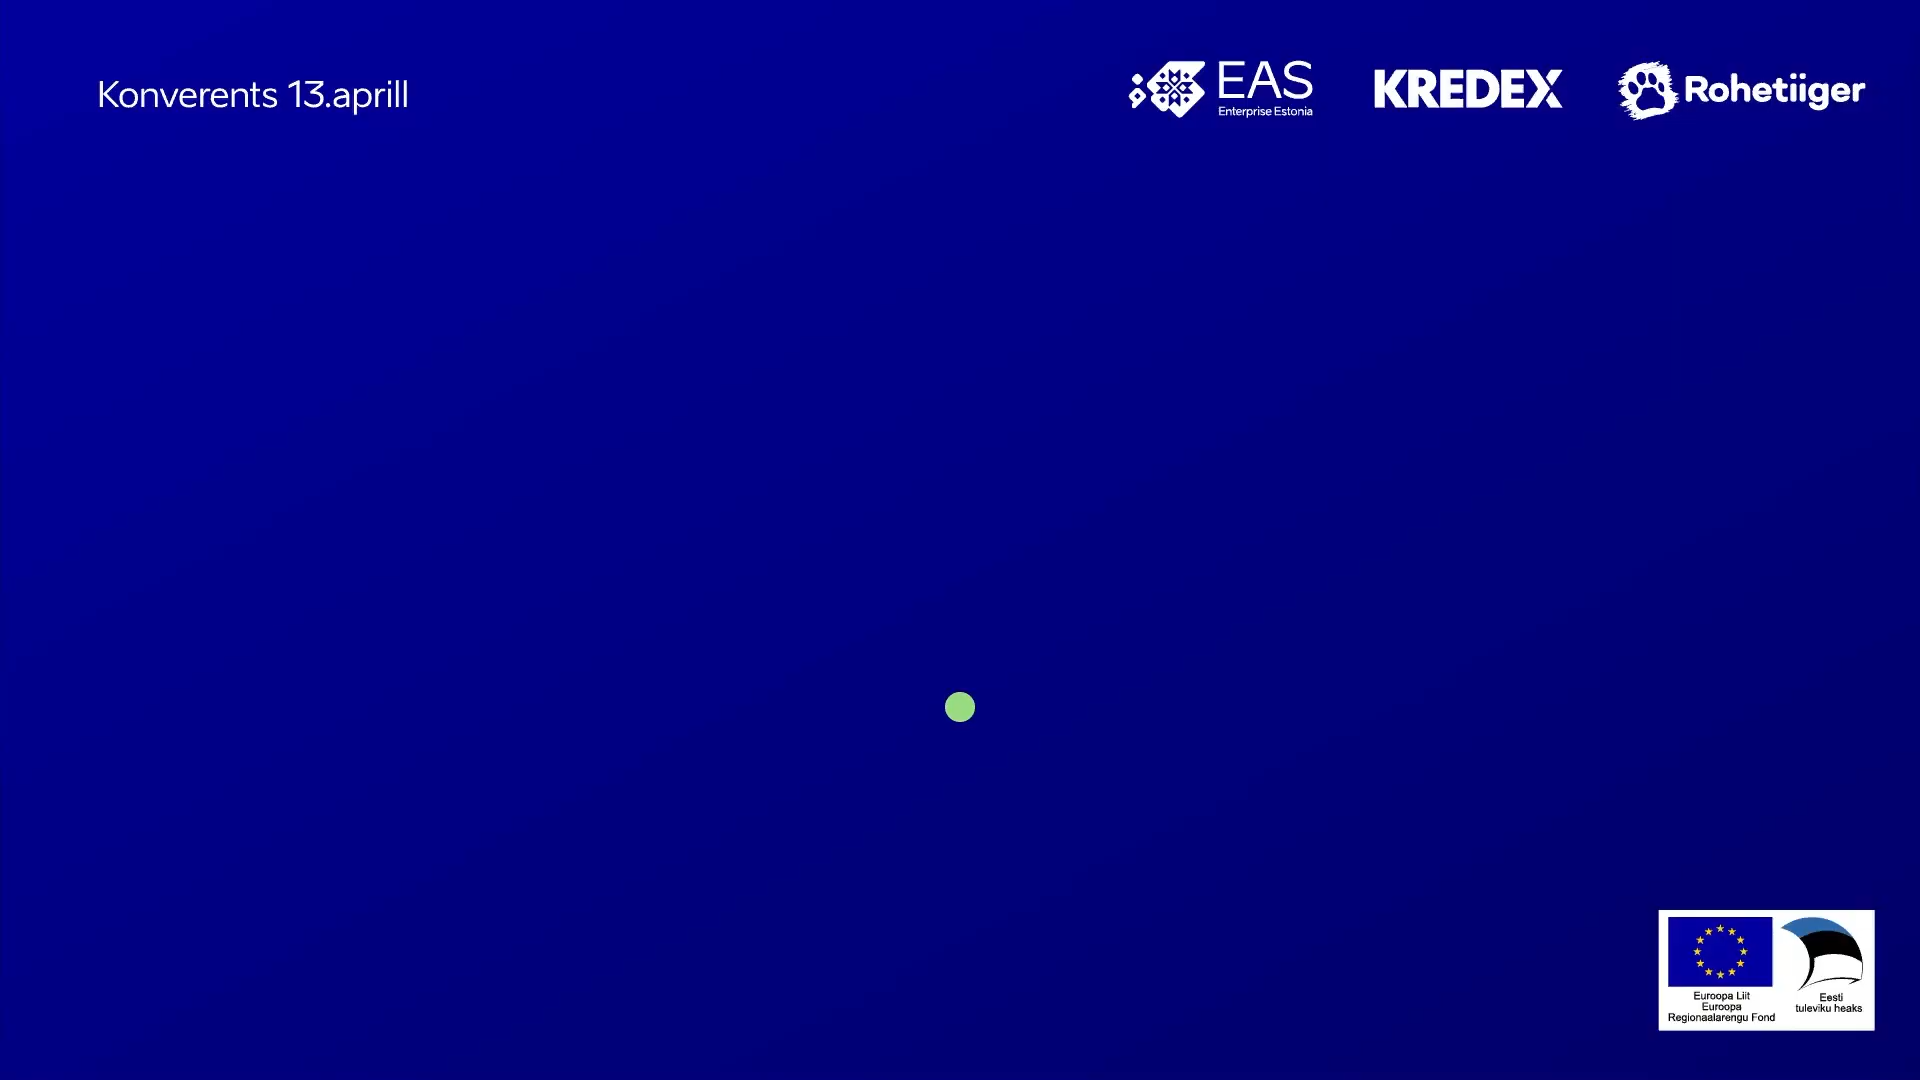 Konverents 13.aprill
EAS
Enterprise Estonia
KREDEX
Rohetiiger
Euroopa Liit
Euroopa
Regionaalarengu Fond
Eesti
tuleviku heaks